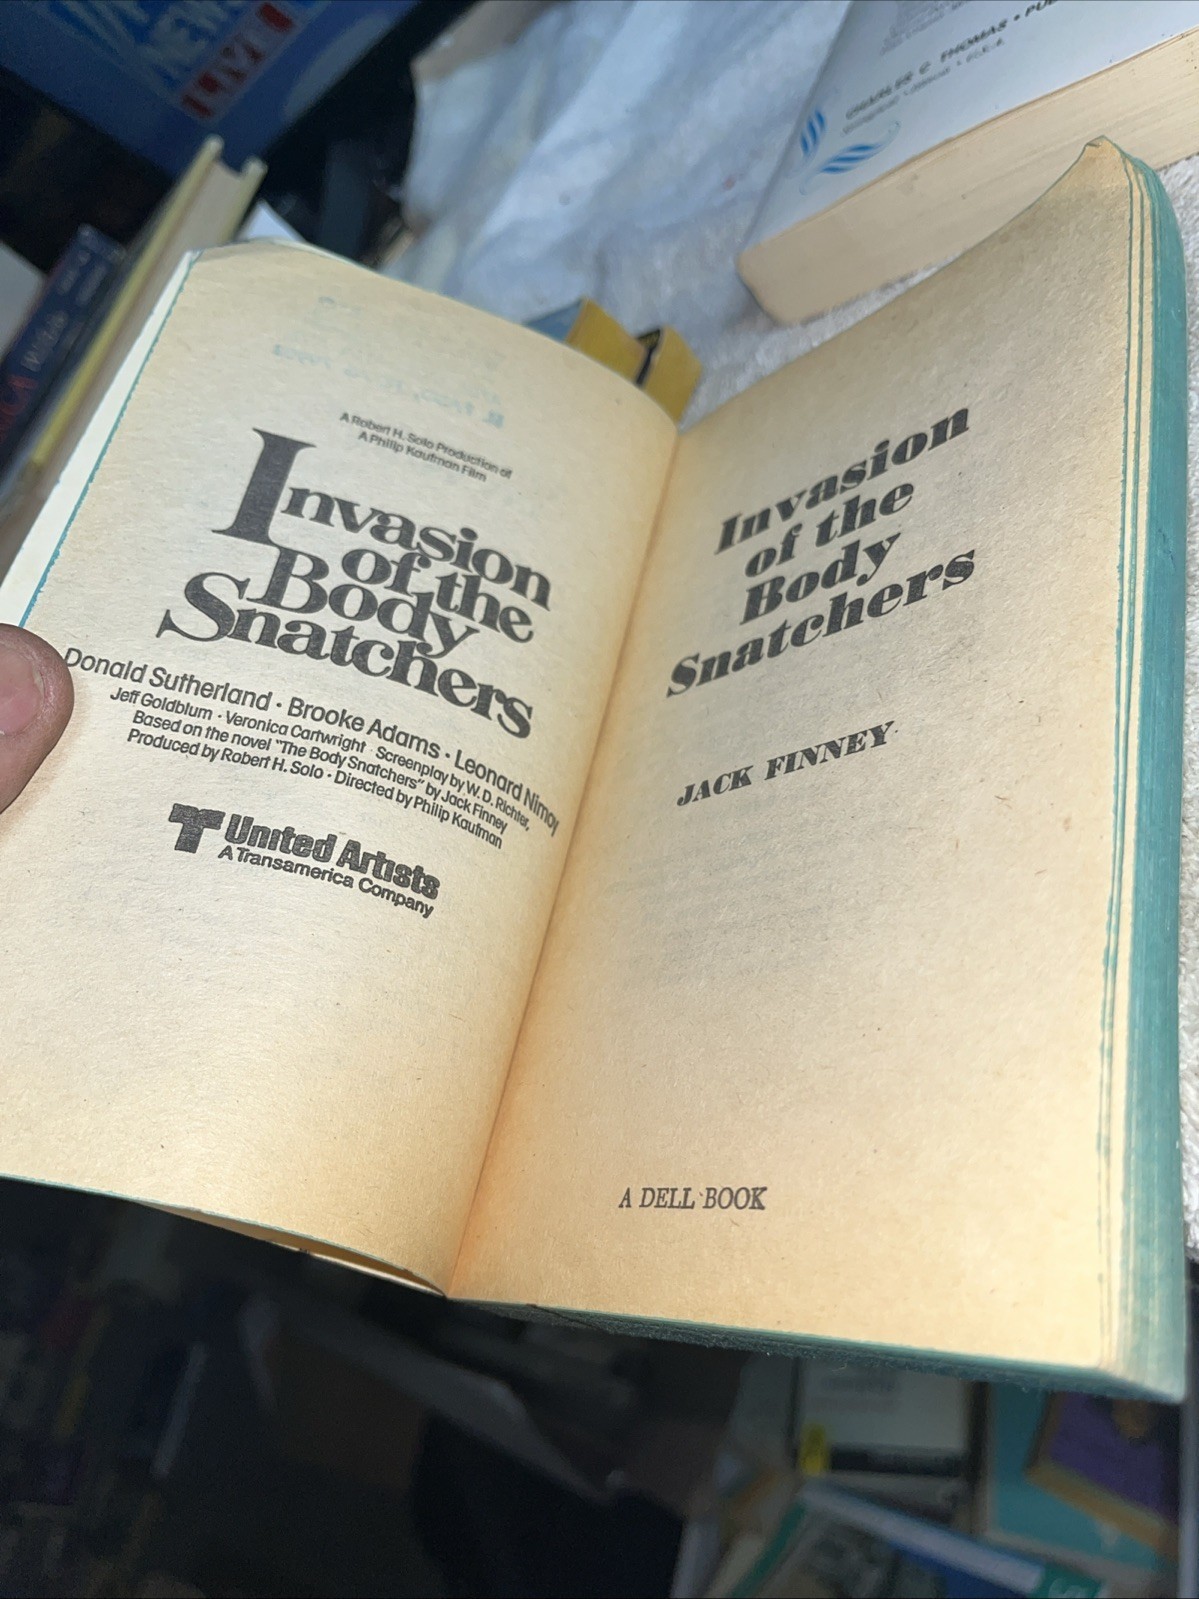 A Robert H. Solo Production of
A Philip Kaufman Film
Invasion
of the
Body
Snatchers
Donald Sutherland · Brooke Adams · Leonard Nimoy
Jeff Goldblum · Veronica Cartwright Screenplay by W. D. Richter,
Based on the novel "The Body Snatchers" by Jack Finney
Produced by Robert H. Solo · Directed by Philip Kaufman
United Artists
A Transamerica Company
Invasion
of the
Body
Snatchers
JACK FINNEY
A DELL BOOK
CHARLES C THOMAS •